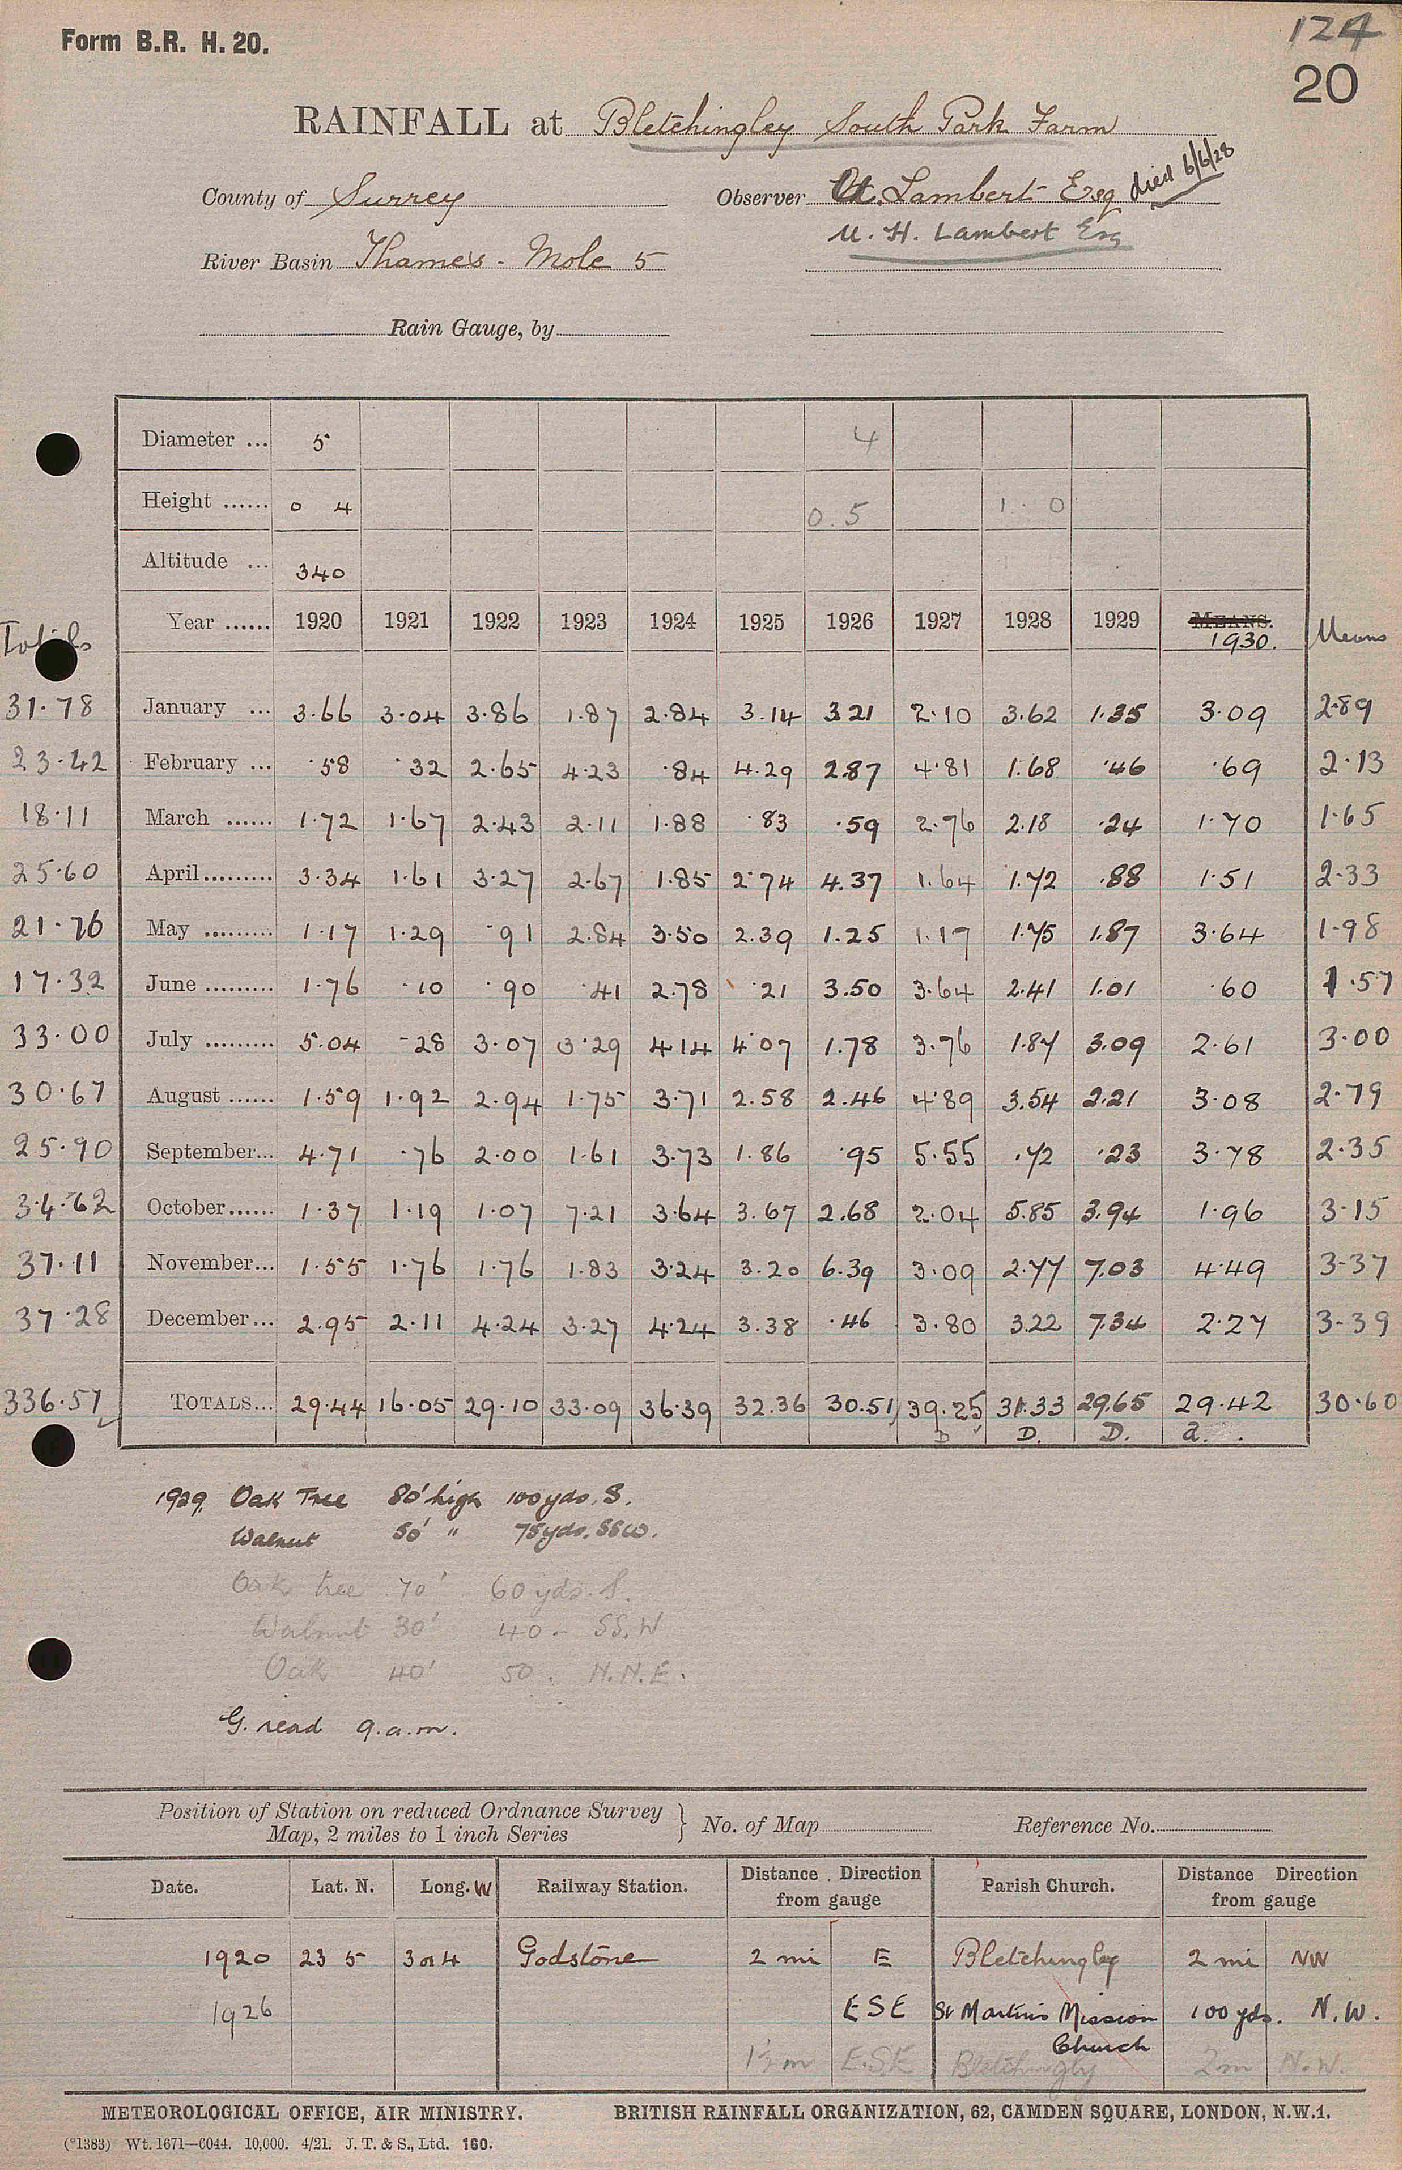 Form B.R. H. 20.
124
20
RAINFALL at Bletchingley South Park Farm
County of Surrey
Observer Lambert Esq died 6/6/28
U. H. Lambert Esq
River Basin Thames - Mole 5
Rain Gauge, by
Diameter ... 5 4
Height ...... 0 4 0.5 1. 0
Altitude ... 340
Totals Year ...... 1920 1921 1922 1923 1924 1925 1926 1927 1928 1929 MEANS. 1930. Means
31.78 January ... 3.66 3.04 3.86 1.87 2.84 3.14 3.21 2.10 3.62 1.35 3.09 2.89
23.42 February ... .58 .32 2.65 4.23 .84 4.29 2.87 4.81 1.68 .46 .69 2.13
18.11 March ...... 1.72 1.67 2.43 2.11 1.88 .83 .59 2.76 2.18 .24 1.70 1.65
25.60 April ......... 3.34 1.61 3.27 2.67 1.85 2.74 4.37 1.64 1.72 .88 1.51 2.33
21.76 May ......... 1.17 1.29 .91 2.84 3.50 2.39 1.25 1.17 1.75 1.87 3.64 1.98
17.32 June ......... 1.76 .10 .90 .41 2.78 .21 3.50 3.64 2.41 1.01 .60 1.57
33.00 July ......... 5.04 .28 3.07 3.29 4.14 4.07 1.78 3.76 1.87 3.09 2.61 3.00
30.67 August ...... 1.59 1.92 2.94 1.75 3.71 2.58 2.46 4.89 3.54 2.21 3.08 2.79
25.90 September... 4.71 .76 2.00 1.61 3.73 1.86 .95 5.55 .72 .23 3.78 2.35
34.62 October...... 1.37 1.19 1.07 7.21 3.64 3.67 2.68 2.04 5.85 3.94 1.96 3.15
37.11 November... 1.55 1.76 1.76 1.83 3.24 3.20 6.39 3.09 2.77 7.03 4.49 3.37
37.28 December... 2.95 2.11 4.24 3.27 4.24 3.38 .46 3.80 3.22 7.34 2.27 3.39
336.57 TOTALS... 29.44 16.05 29.10 33.09 36.39 32.36 30.51 39.25 31.33 29.65 29.42 30.60
D D. D. a.
1929. Oak Tree 80' high 100 yds. S.
Walnut 50' " 75 yds. SSW.
Oak tree 70' 60 yds. S.
Walnut 30' 40 - SS.W
Oak 40' 50 . N.N.E.
G. read 9.a.m.
Position of Station on reduced Ordnance Survey
Map, 2 miles to 1 inch Series } No. of Map Reference No.
Date. Lat. N. Long. W Railway Station. Distance Direction from gauge Parish Church. Distance Direction from gauge
1920 23 5 3 or 4 Godstone 2 mi E Bletchingley 2 mi NW
1926 ESE St Martins Mission Church 100 yds. N.W.
1½ m E.S.E Bletchingly 2 m N.W.
METEOROLOGICAL OFFICE, AIR MINISTRY. BRITISH RAINFALL ORGANIZATION, 62, CAMDEN SQUARE, LONDON, N.W.1.
(*1383) Wt. 1671—6044. 10,000. 4/21. J. T. & S., Ltd. 160.